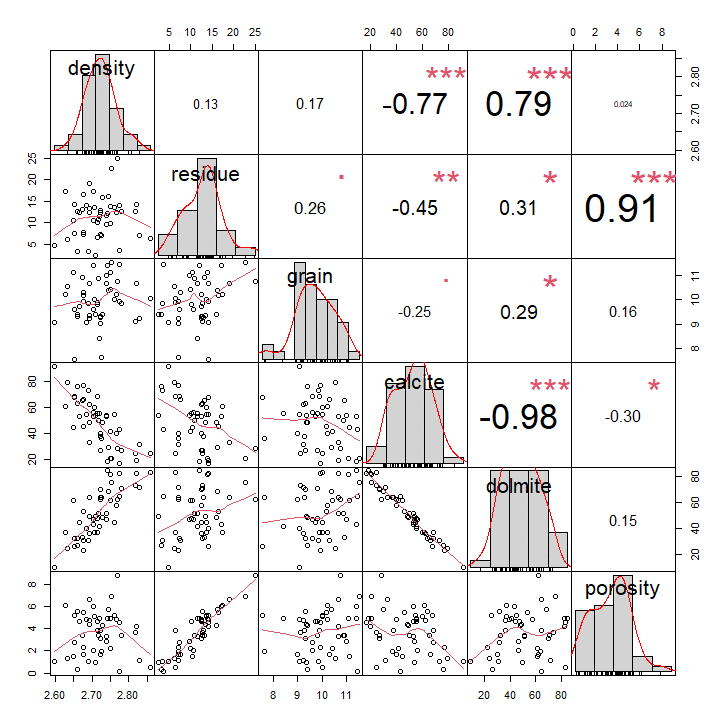 5 10 15 20 25 20 40 60 80 0 2 4 6 8
density 0.13 0.17 *** -0.77 *** 0.79 0.024 2.60 2.70 2.80
5 10 15 20 25 residue . 0.26 ** -0.45 * 0.31 *** 0.91
grain . -0.25 * 0.29 0.16 8 9 10 11
20 40 60 80 calcite *** -0.98 * -0.30
dolmite 0.15 20 40 60 80
0 2 4 6 8 porosity
2.60 2.70 2.80 8 9 10 11 20 40 60 80